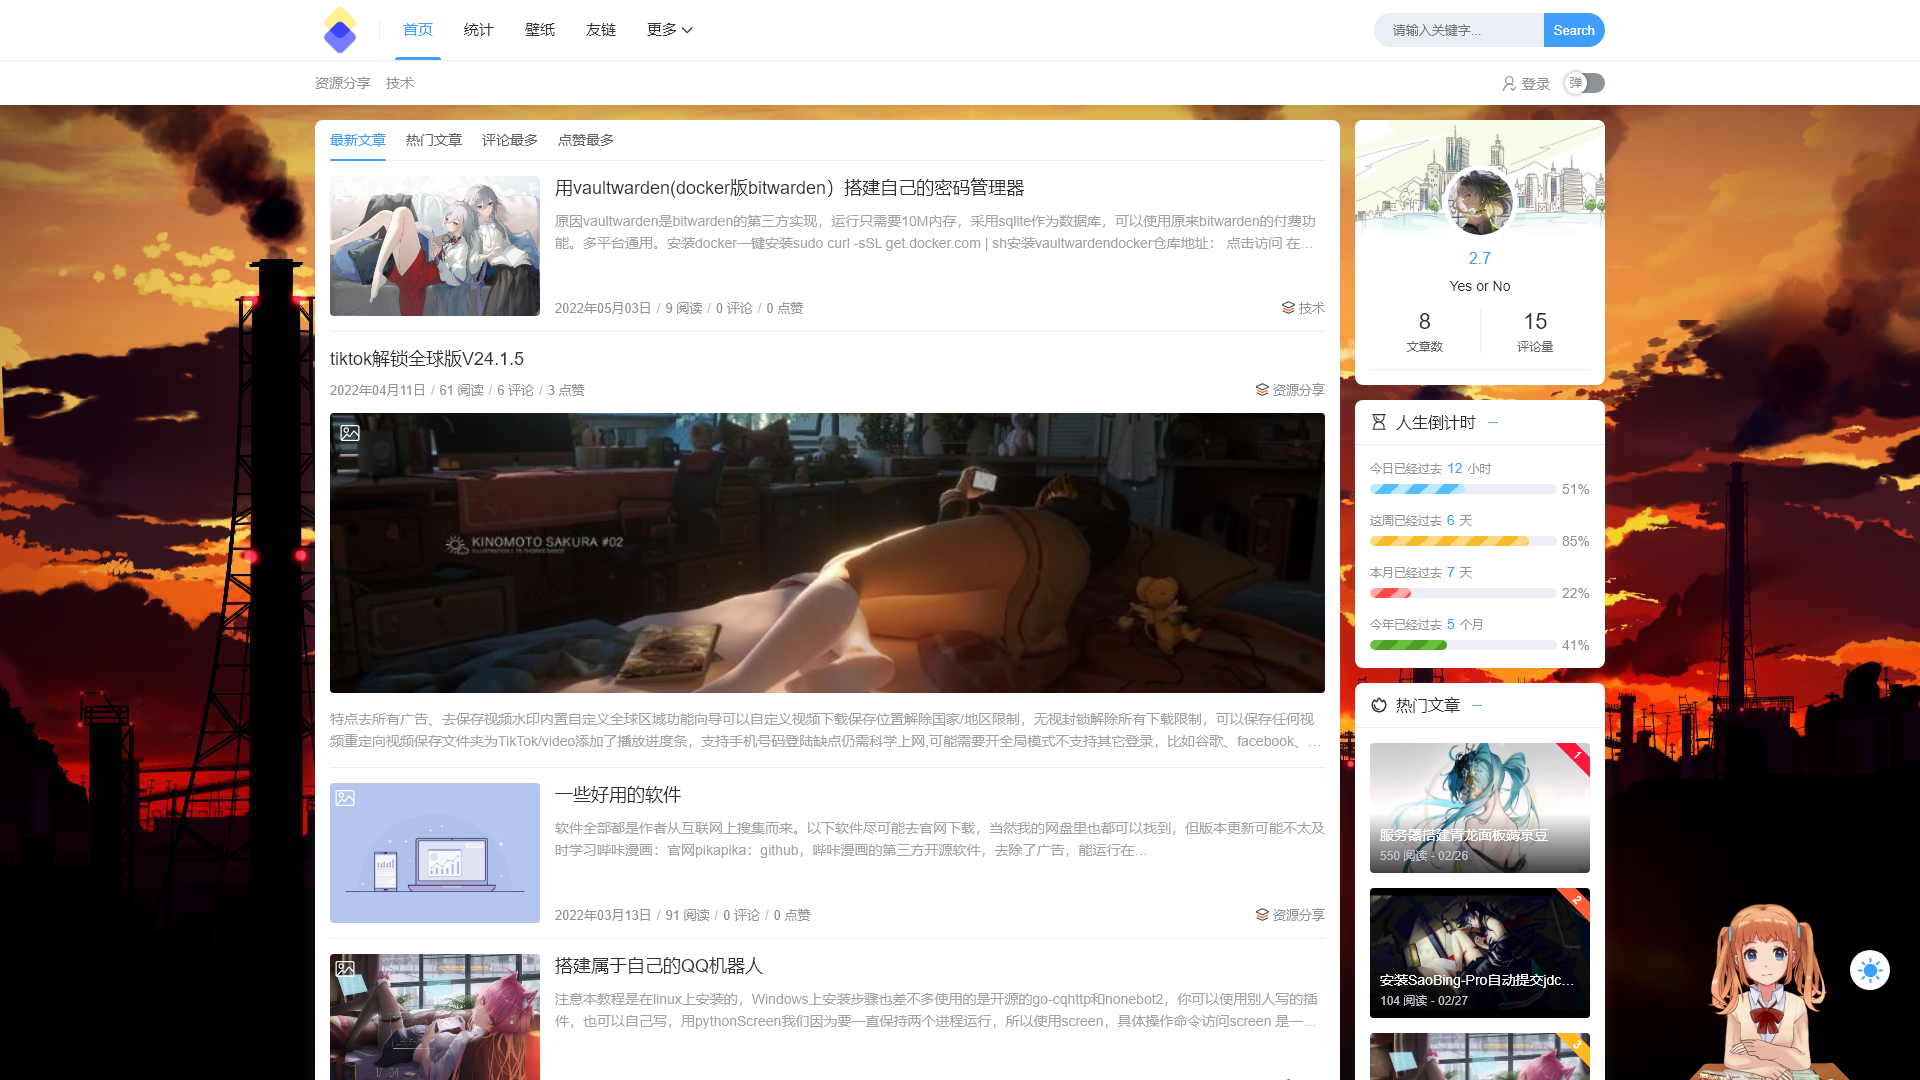 首页
统计
壁纸
友链
更多
请输入关键字...
Search
资源分享
技术
登录
弹
最新文章
热门文章
评论最多
点赞最多
用vaultwarden(docker版bitwarden）搭建自己的密码管理器
原因vaultwarden是bitwarden的第三方实现，运行只需要10M内存，采用sqlite作为数据库，可以使用原来bitwarden的付费功
能。多平台通用。安装docker一键安装sudo curl -sSL get.docker.com | sh安装vaultwardendocker仓库地址： 点击访问 在…
2022年05月03日 / 9 阅读 / 0 评论 / 0 点赞
技术
tiktok解锁全球版V24.1.5
2022年04月11日 / 61 阅读 / 6 评论 / 3 点赞
资源分享
KINOMOTO SAKURA #02
特点去所有广告、去保存视频水印内置自定义全球区域功能向导可以自定义视频下载保存位置解除国家/地区限制，无视封锁解除所有下载限制，可以保存任何视
频重定向视频保存文件夹为TikTok/video添加了播放进度条，支持手机号码登陆缺点仍需科学上网,可能需要开全局模式不支持其它登录，比如谷歌、facebook、…
一些好用的软件
软件全部都是作者从互联网上搜集而来。以下软件尽可能去官网下载，当然我的网盘里也都可以找到，但版本更新可能不太及
时学习哔咔漫画：官网pikapika：github，哔咔漫画的第三方开源软件，去除了广告，能运行在…
2022年03月13日 / 91 阅读 / 0 评论 / 0 点赞
资源分享
搭建属于自己的QQ机器人
注意本教程是在linux上安装的，Windows上安装步骤也差不多使用的是开源的go-cqhttp和nonebot2，你可以使用别人写的插
件，也可以自己写，用pythonScreen我们因为要一直保持两个进程运行，所以使用screen，具体操作命令访问screen 是一…
17:04
2.7
Yes or No
8
文章数
15
评论量
人生倒计时
今日已经过去 12 小时
51%
这周已经过去 6 天
85%
本月已经过去 7 天
22%
今年已经过去 5 个月
41%
热门文章
1
服务器搭建青龙面板薅京豆
550 阅读 - 02/26
2
安装SaoBing-Pro自动提交jdc...
104 阅读 - 02/27
3